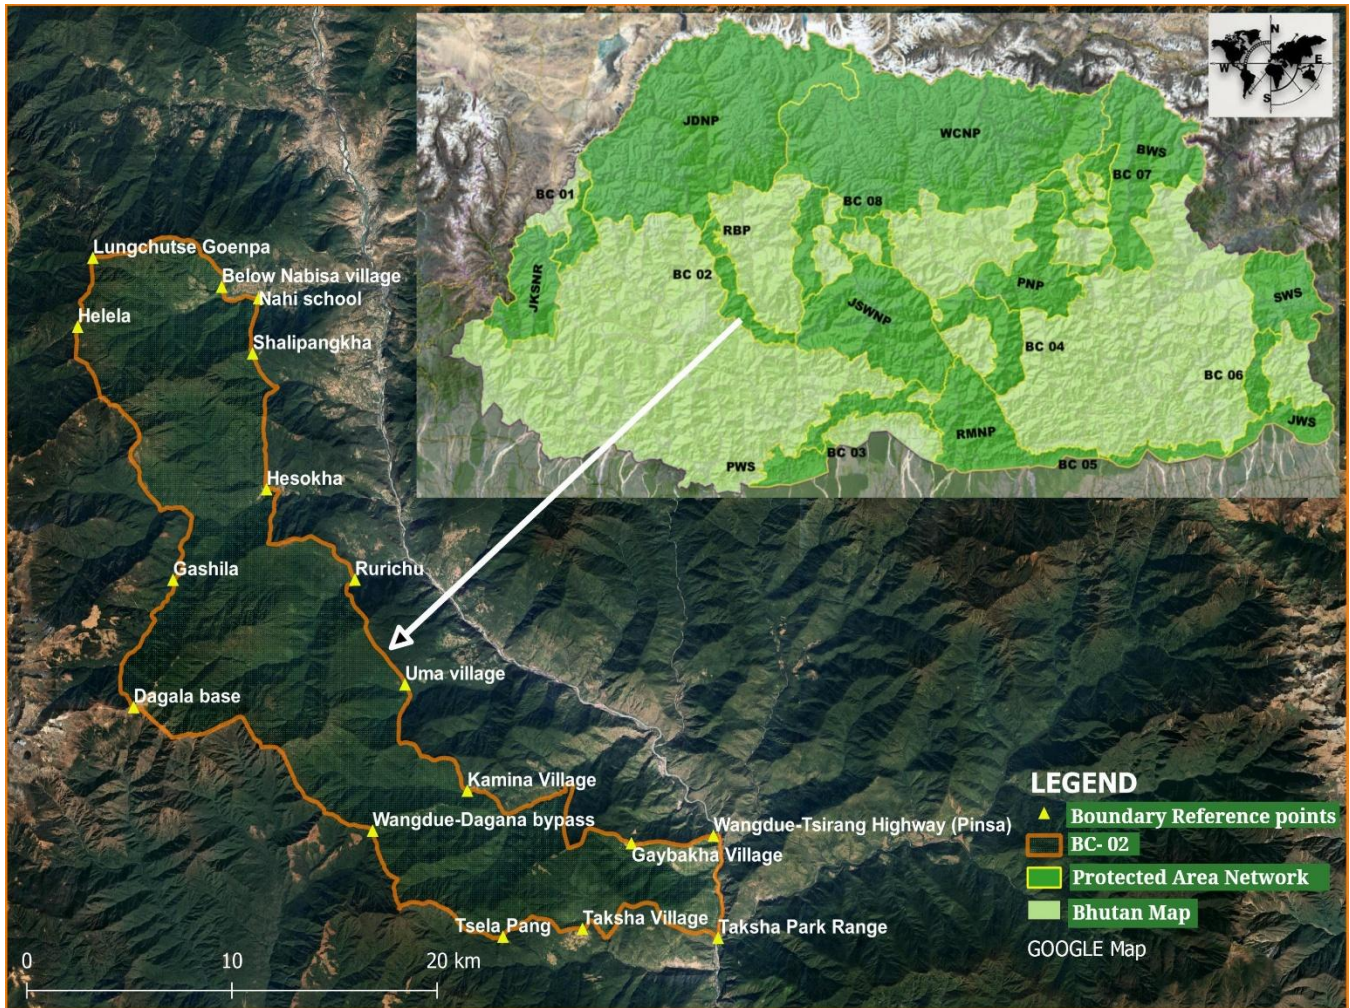 N
W
E
S
JDNP
WCNP
BWS
BC 07
BC 01
BC 08
RBP
BC 02
JKSNR
PNP
SWS
JSWNP
BC 04
BC 06
JWS
RMNP
BC 03
PWS
BC 05
Lungchutse Goenpa
Below Nabisa village
Nahi school
Helela
Shalipangkha
Hesokha
Gashila
Rurichu
Uma village
Dagala base
Kamina Village
Wangdue-Dagana bypass
Wangdue-Tsirang Highway (Pinsa)
Gaybakha Village
Tsela Pang
Taksha Village
Taksha Park Range
LEGEND
Boundary Reference points
BC- 02
Protected Area Network
Bhutan Map
GOOGLE Map
0 10 20 km